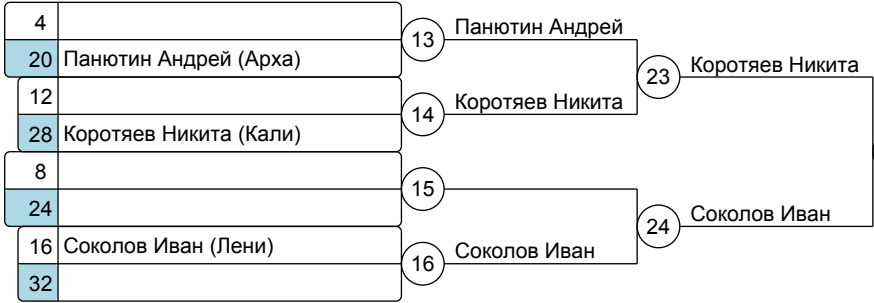 4
13 Панютин Андрей
20 Панютин Андрей (Арха)
23 Коротяев Никита
12
14 Коротяев Никита
28 Коротяев Никита (Кали)
8
15
24
24 Соколов Иван
16 Соколов Иван (Лени)
16 Соколов Иван
32